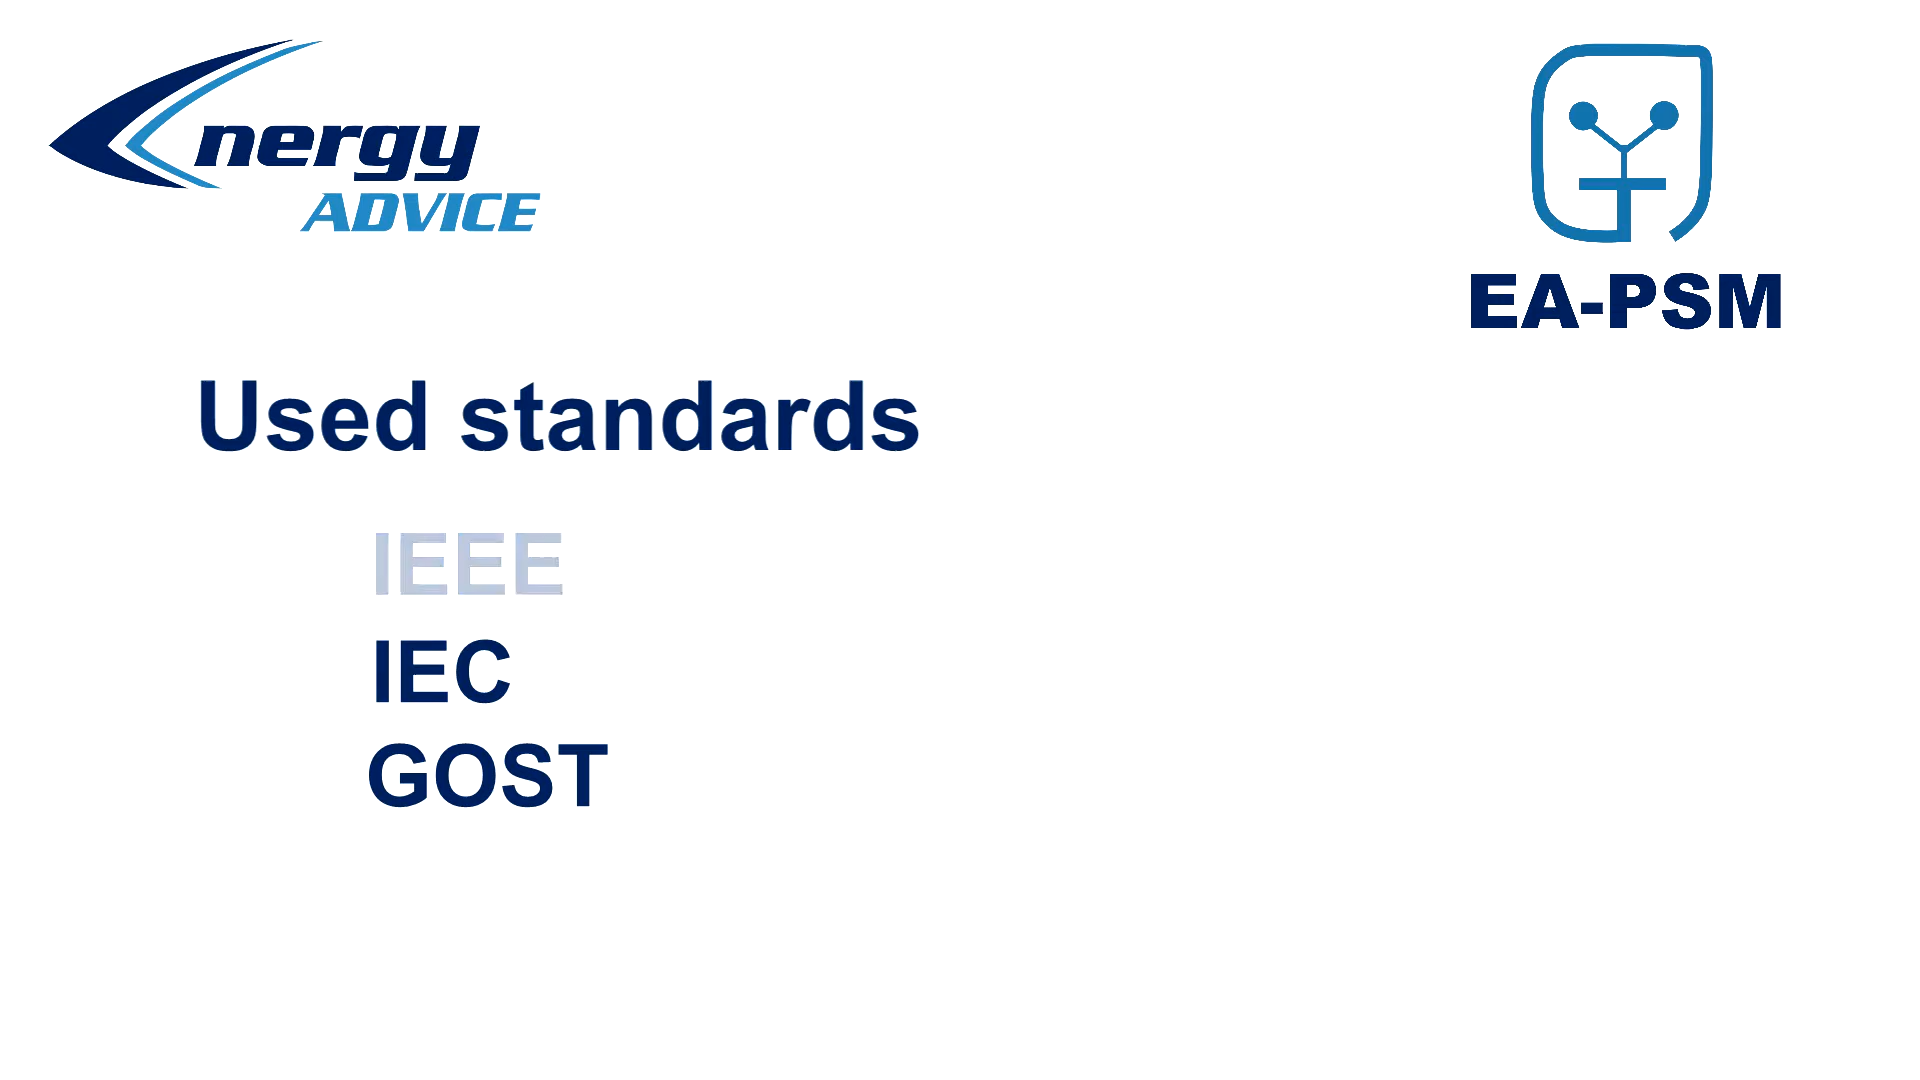 nergy
ADVICE
EA-PSM
Used standards
IEEE
IEC
GOST